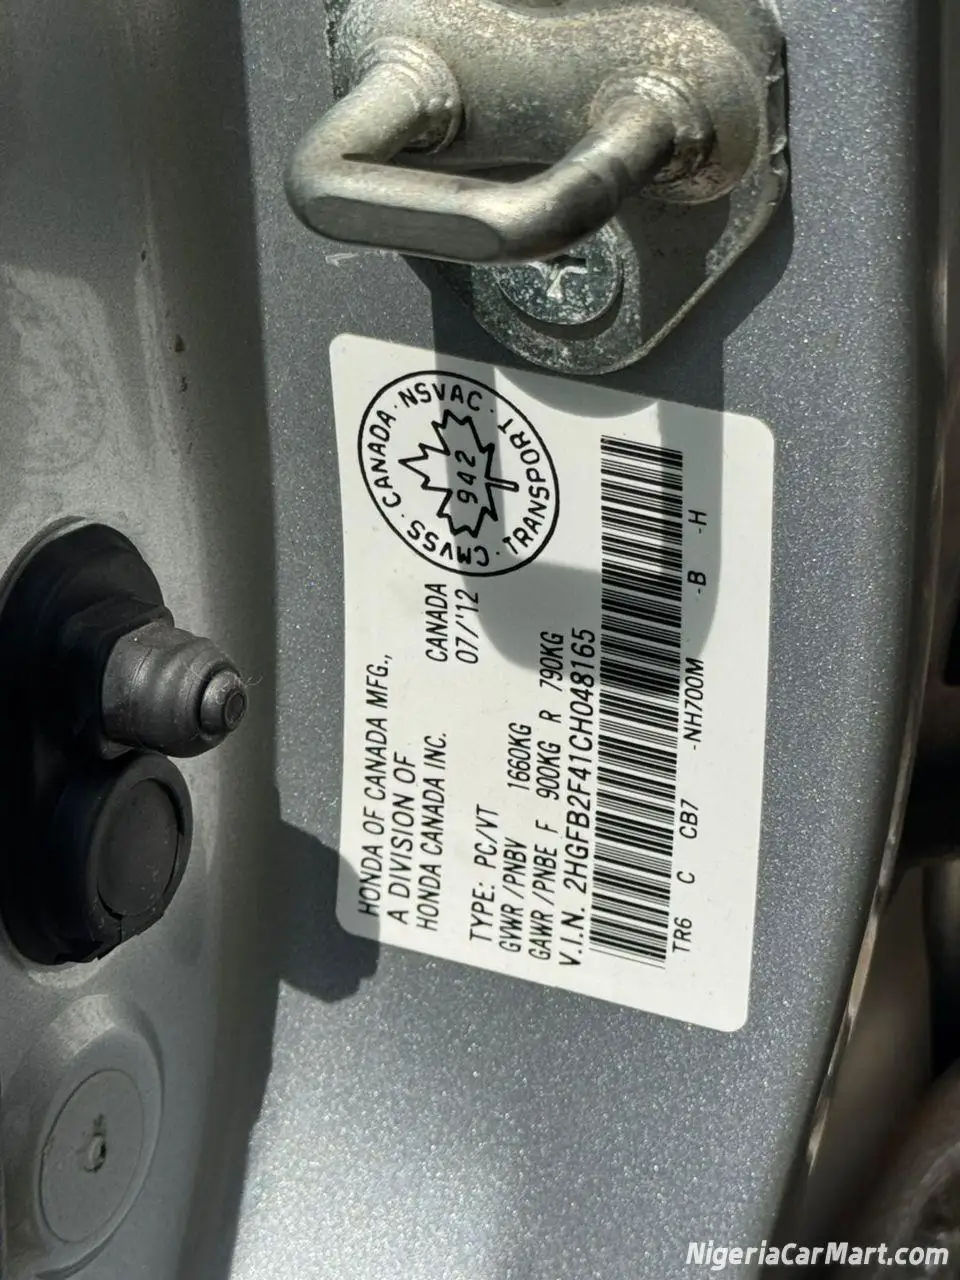 CMVSS · CANADA · NSVAC · TRANSPORT ·
942
HONDA OF CANADA MFG.,
A DIVISION OF
HONDA CANADA INC.
CANADA
07/'12
TYPE: PC/VT
GVWR/PNBV 1660KG
GAWR/PNBE F 900KG R 790KG
V.I.N. 2HGFB2F41CH048165
TR6 C CB7 -NH700M -B -H
NigeriaCarMart.com